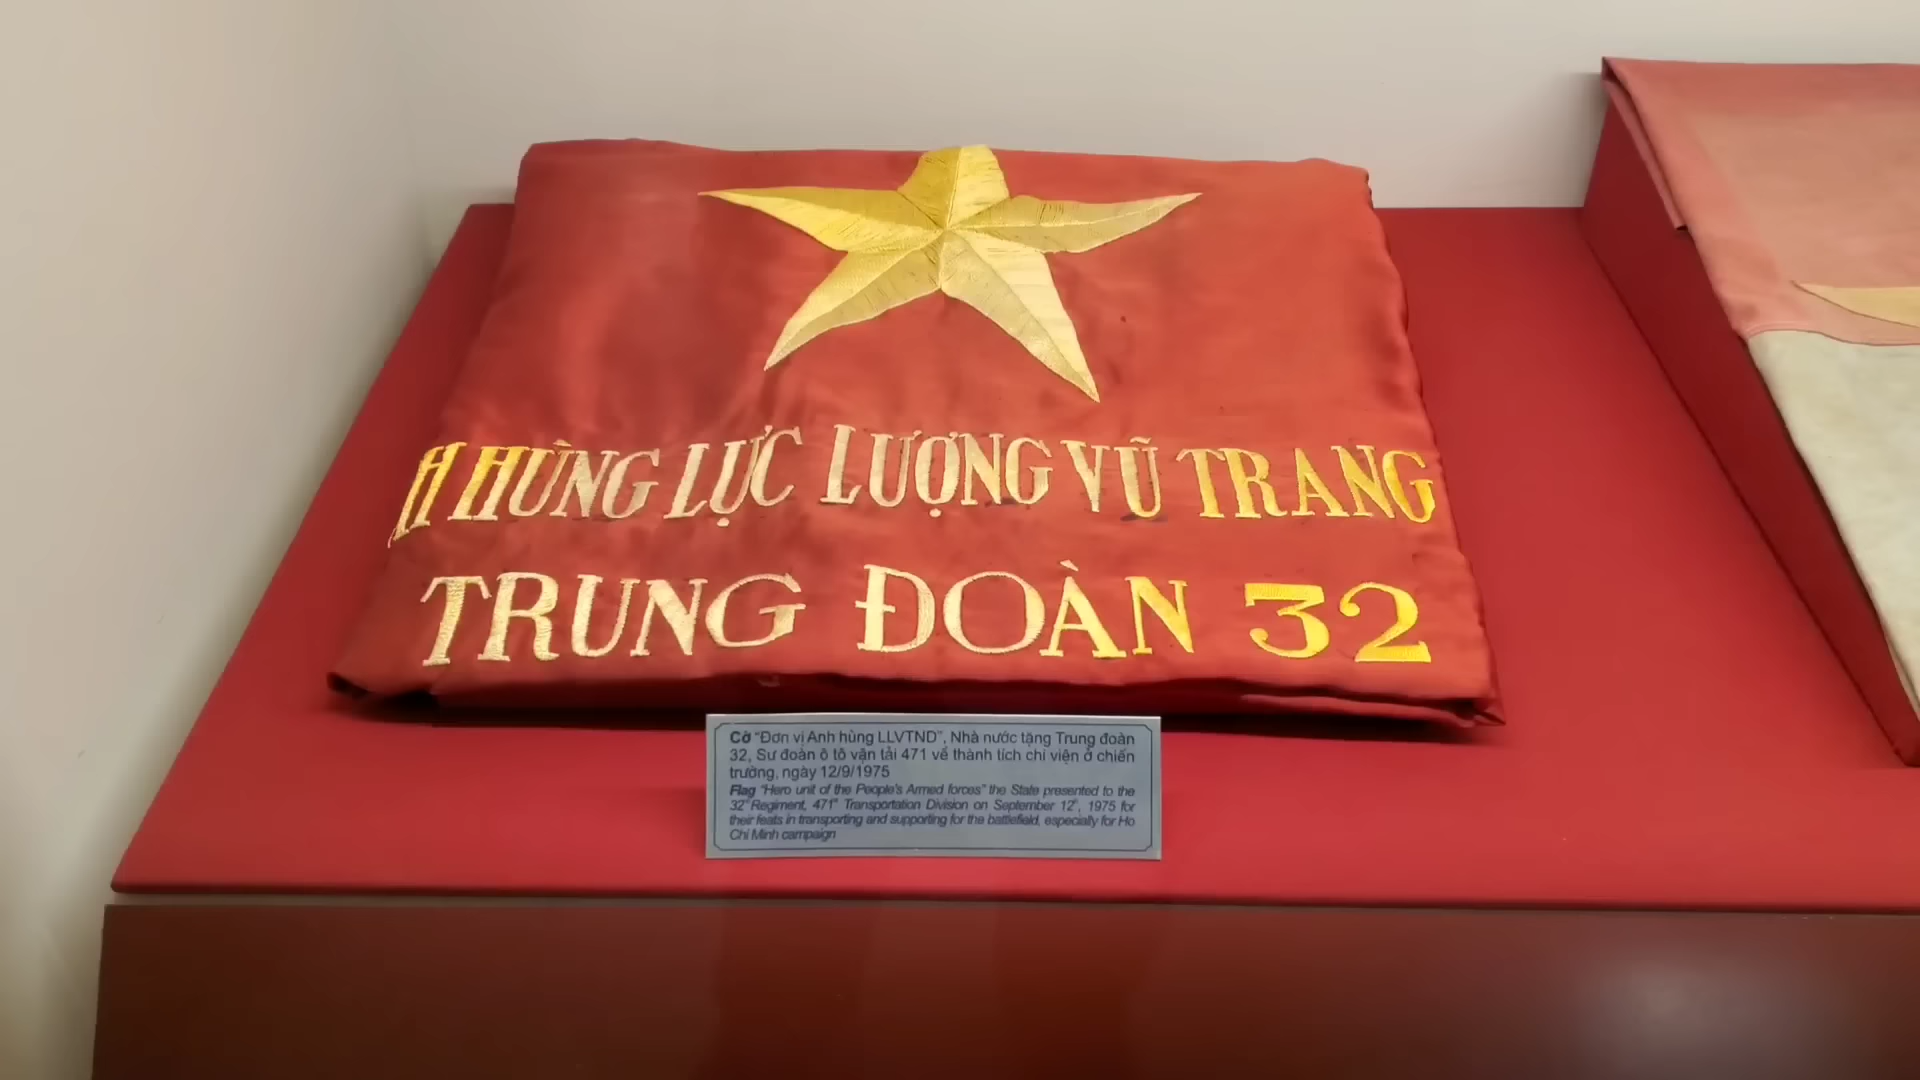 H HÙNG LỰC LƯỢNG VŨ TRANG
TRUNG ĐOÀN 32
Cờ “Đơn vị Anh hùng LLVTND”, Nhà nước tặng Trung đoàn
32, Sư đoàn ô tô vận tải 471 về thành tích chi viện ở chiến
trường, ngày 12/9/1975
Flag “Hero unit of the People's Armed forces” the State presented to the
32ⁿᵈ Regiment, 471ˢᵗ Transportation Division on September 12ᵗʰ, 1975 for
their feats in transporting and supporting for the battlefield, especially for Ho
Chi Minh campaign